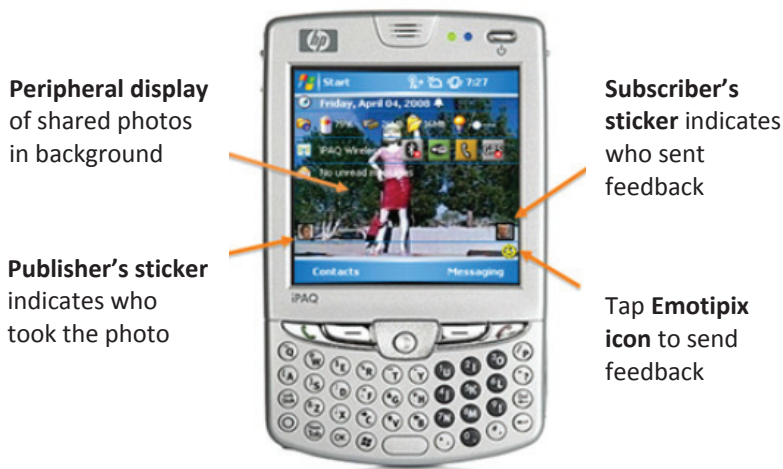 Peripheral display
of shared photos
in background
Publisher's sticker
indicates who
took the photo
hp
Start 7:27
Friday, April 04, 2008
iPAQ Wireless
No unread messages
Contacts Messaging
iPAQ
Subscriber's
sticker indicates
who sent
feedback
Tap Emotipix
icon to send
feedback